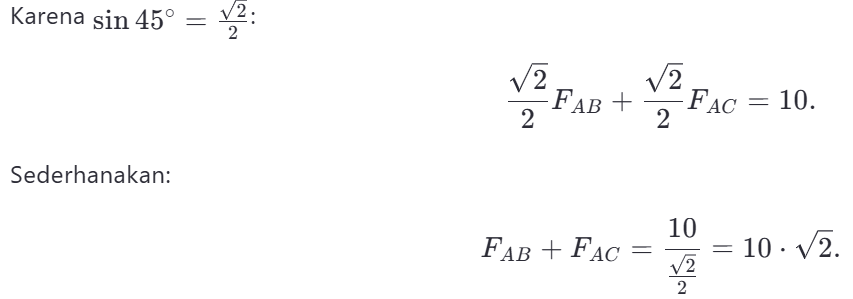 Karena sin 45° = √2/2:
√2/2 F_AB + √2/2 F_AC = 10.
Sederhanakan:
F_AB + F_AC = 10/(√2/2) = 10 · √2.